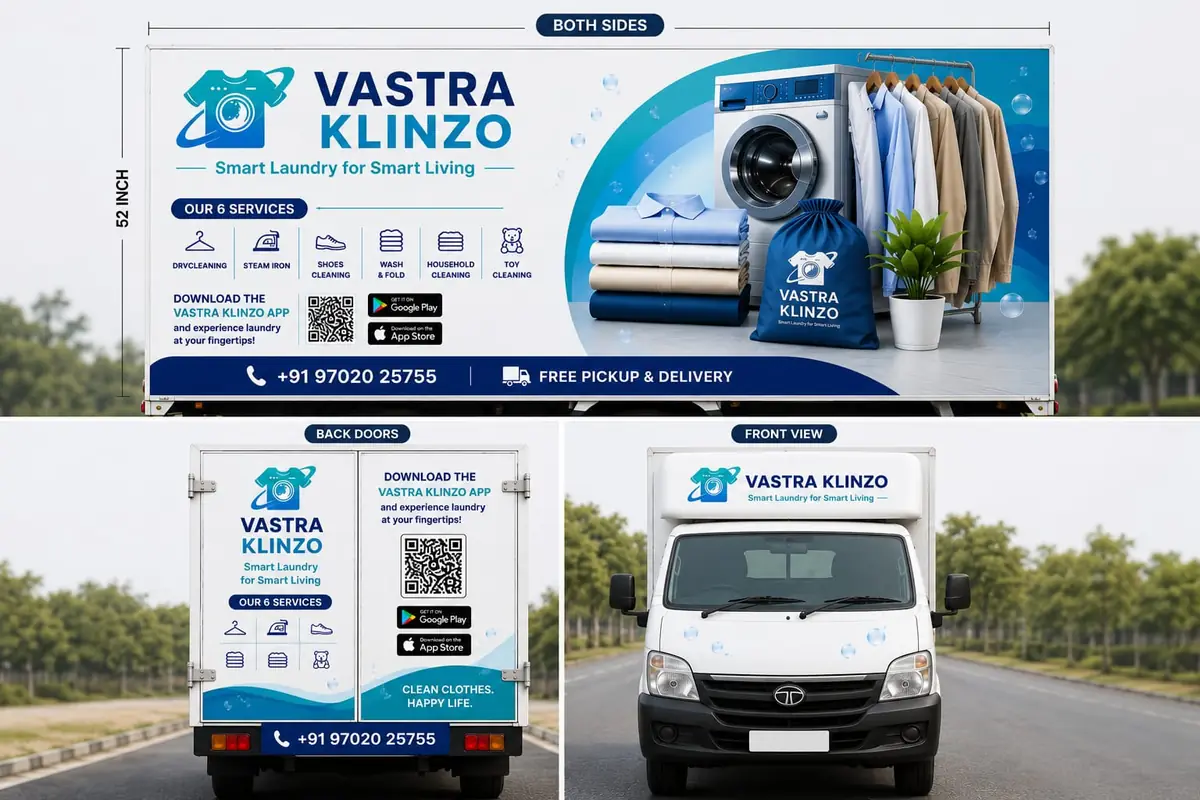 BOTH SIDES
52 INCH
VASTRA
KLINZO
Smart Laundry for Smart Living
OUR 6 SERVICES
DRYCLEANING
STEAM IRON
SHOES
CLEANING
WASH
& FOLD
HOUSEHOLD
CLEANING
TOY
CLEANING
DOWNLOAD THE
VASTRA KLINZO APP
and experience laundry
at your fingertips!
GET IT ON
Google Play
Download on the
App Store
VASTRA
KLINZO
Smart Laundry for Smart Living
+91 97020 25755
FREE PICKUP & DELIVERY
BACK DOORS
VASTRA
KLINZO
Smart Laundry
for Smart Living
OUR 6 SERVICES
DOWNLOAD THE
VASTRA KLINZO APP
and experience laundry
at your fingertips!
GET IT ON
Google Play
Download on the
App Store
CLEAN CLOTHES.
HAPPY LIFE.
+91 97020 25755
FRONT VIEW
VASTRA KLINZO
Smart Laundry for Smart Living